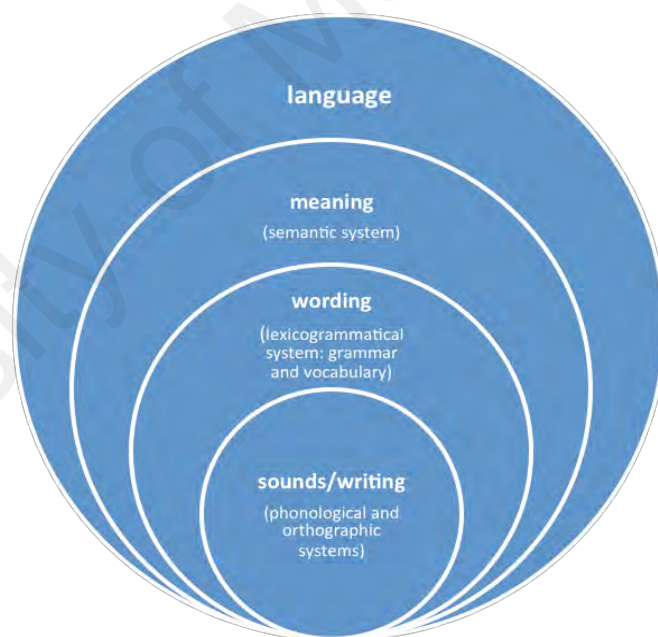 language
meaning
(semantic system)
wording
(lexicogrammatical
system: grammar
and vocabulary)
sounds/writing
(phonological and
orthographic
systems)